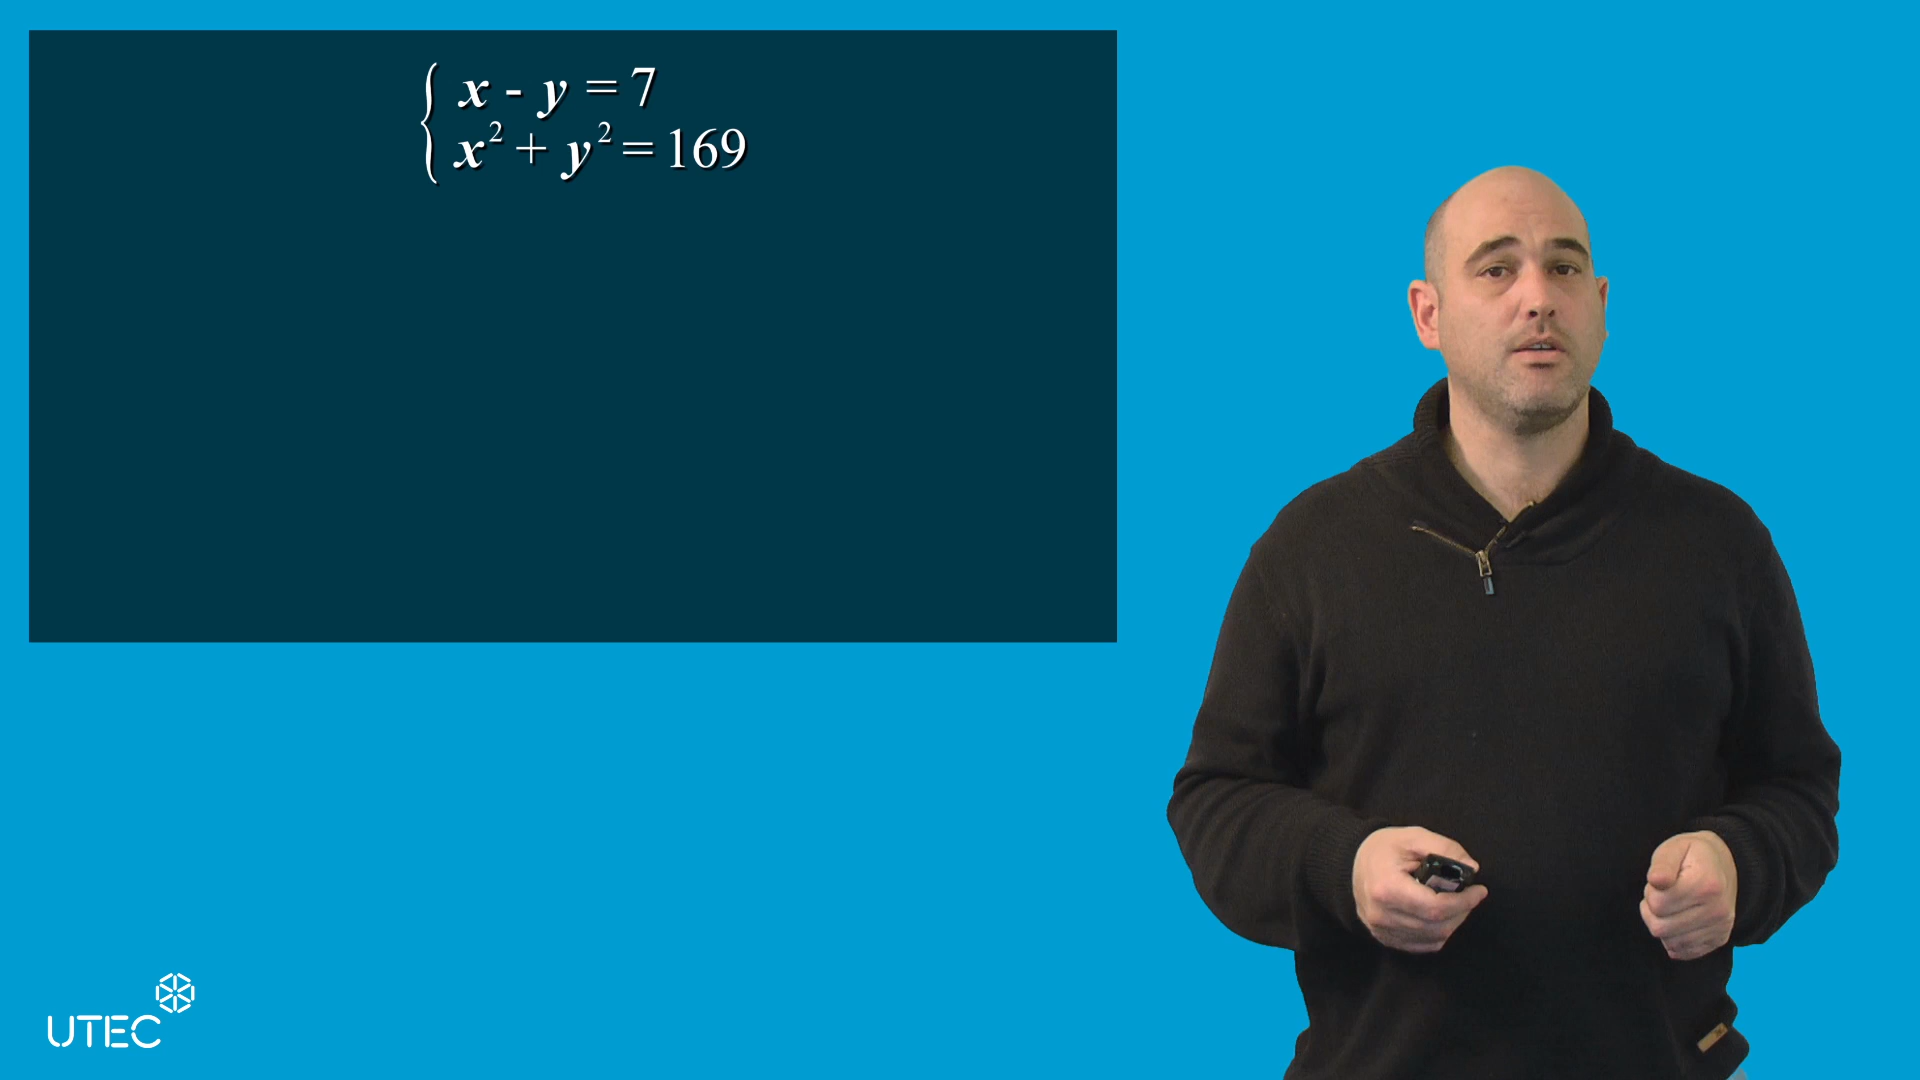 x - y = 7
x² + y² = 169
UTEC